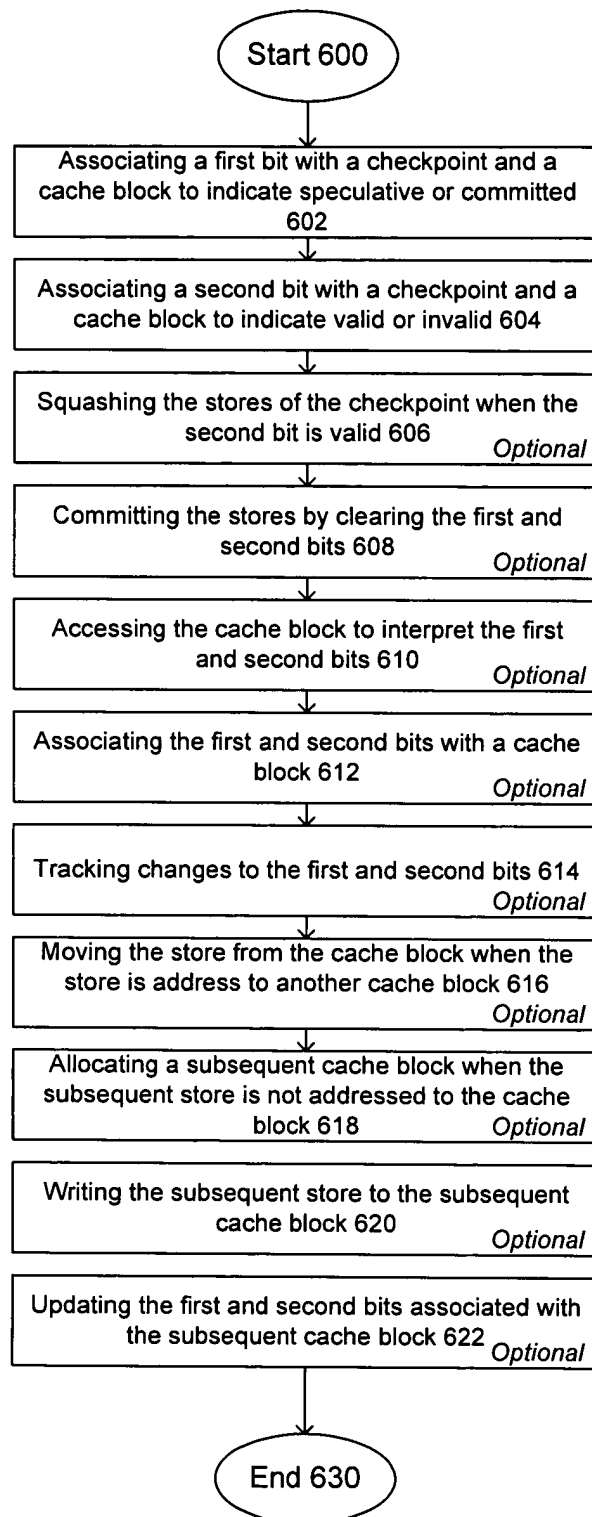 Start 600
Associating a first bit with a checkpoint and a
cache block to indicate speculative or committed
602
Associating a second bit with a checkpoint and a
cache block to indicate valid or invalid 604
Squashing the stores of the checkpoint when the
second bit is valid 606
Optional
Committing the stores by clearing the first and
second bits 608
Optional
Accessing the cache block to interpret the first
and second bits 610
Optional
Associating the first and second bits with a cache
block 612
Optional
Tracking changes to the first and second bits 614
Optional
Moving the store from the cache block when the
store is address to another cache block 616
Optional
Allocating a subsequent cache block when the
subsequent store is not addressed to the cache
block 618
Optional
Writing the subsequent store to the subsequent
cache block 620
Optional
Updating the first and second bits associated with
the subsequent cache block 622
Optional
End 630